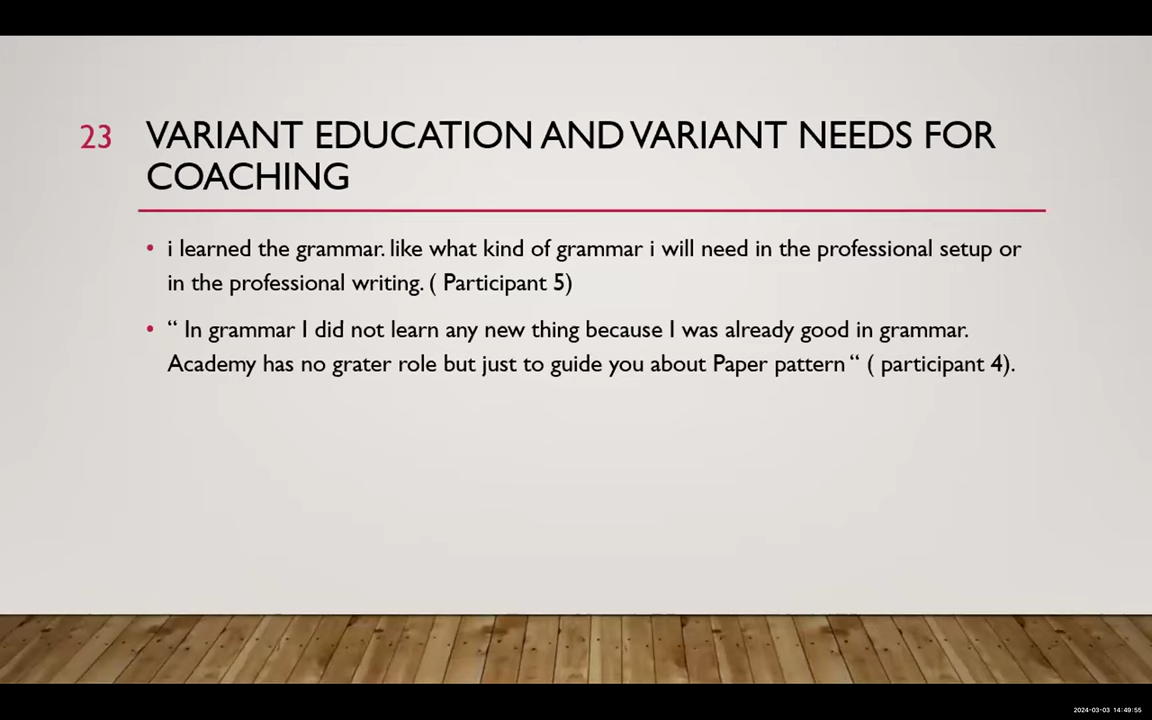 23
VARIANT EDUCATION AND VARIANT NEEDS FOR
COACHING
• i learned the grammar. like what kind of grammar i will need in the professional setup or
in the professional writing. ( Participant 5)
• “ In grammar I did not learn any new thing because I was already good in grammar.
Academy has no grater role but just to guide you about Paper pattern “ ( participant 4).
2024-03-03 14:49:55